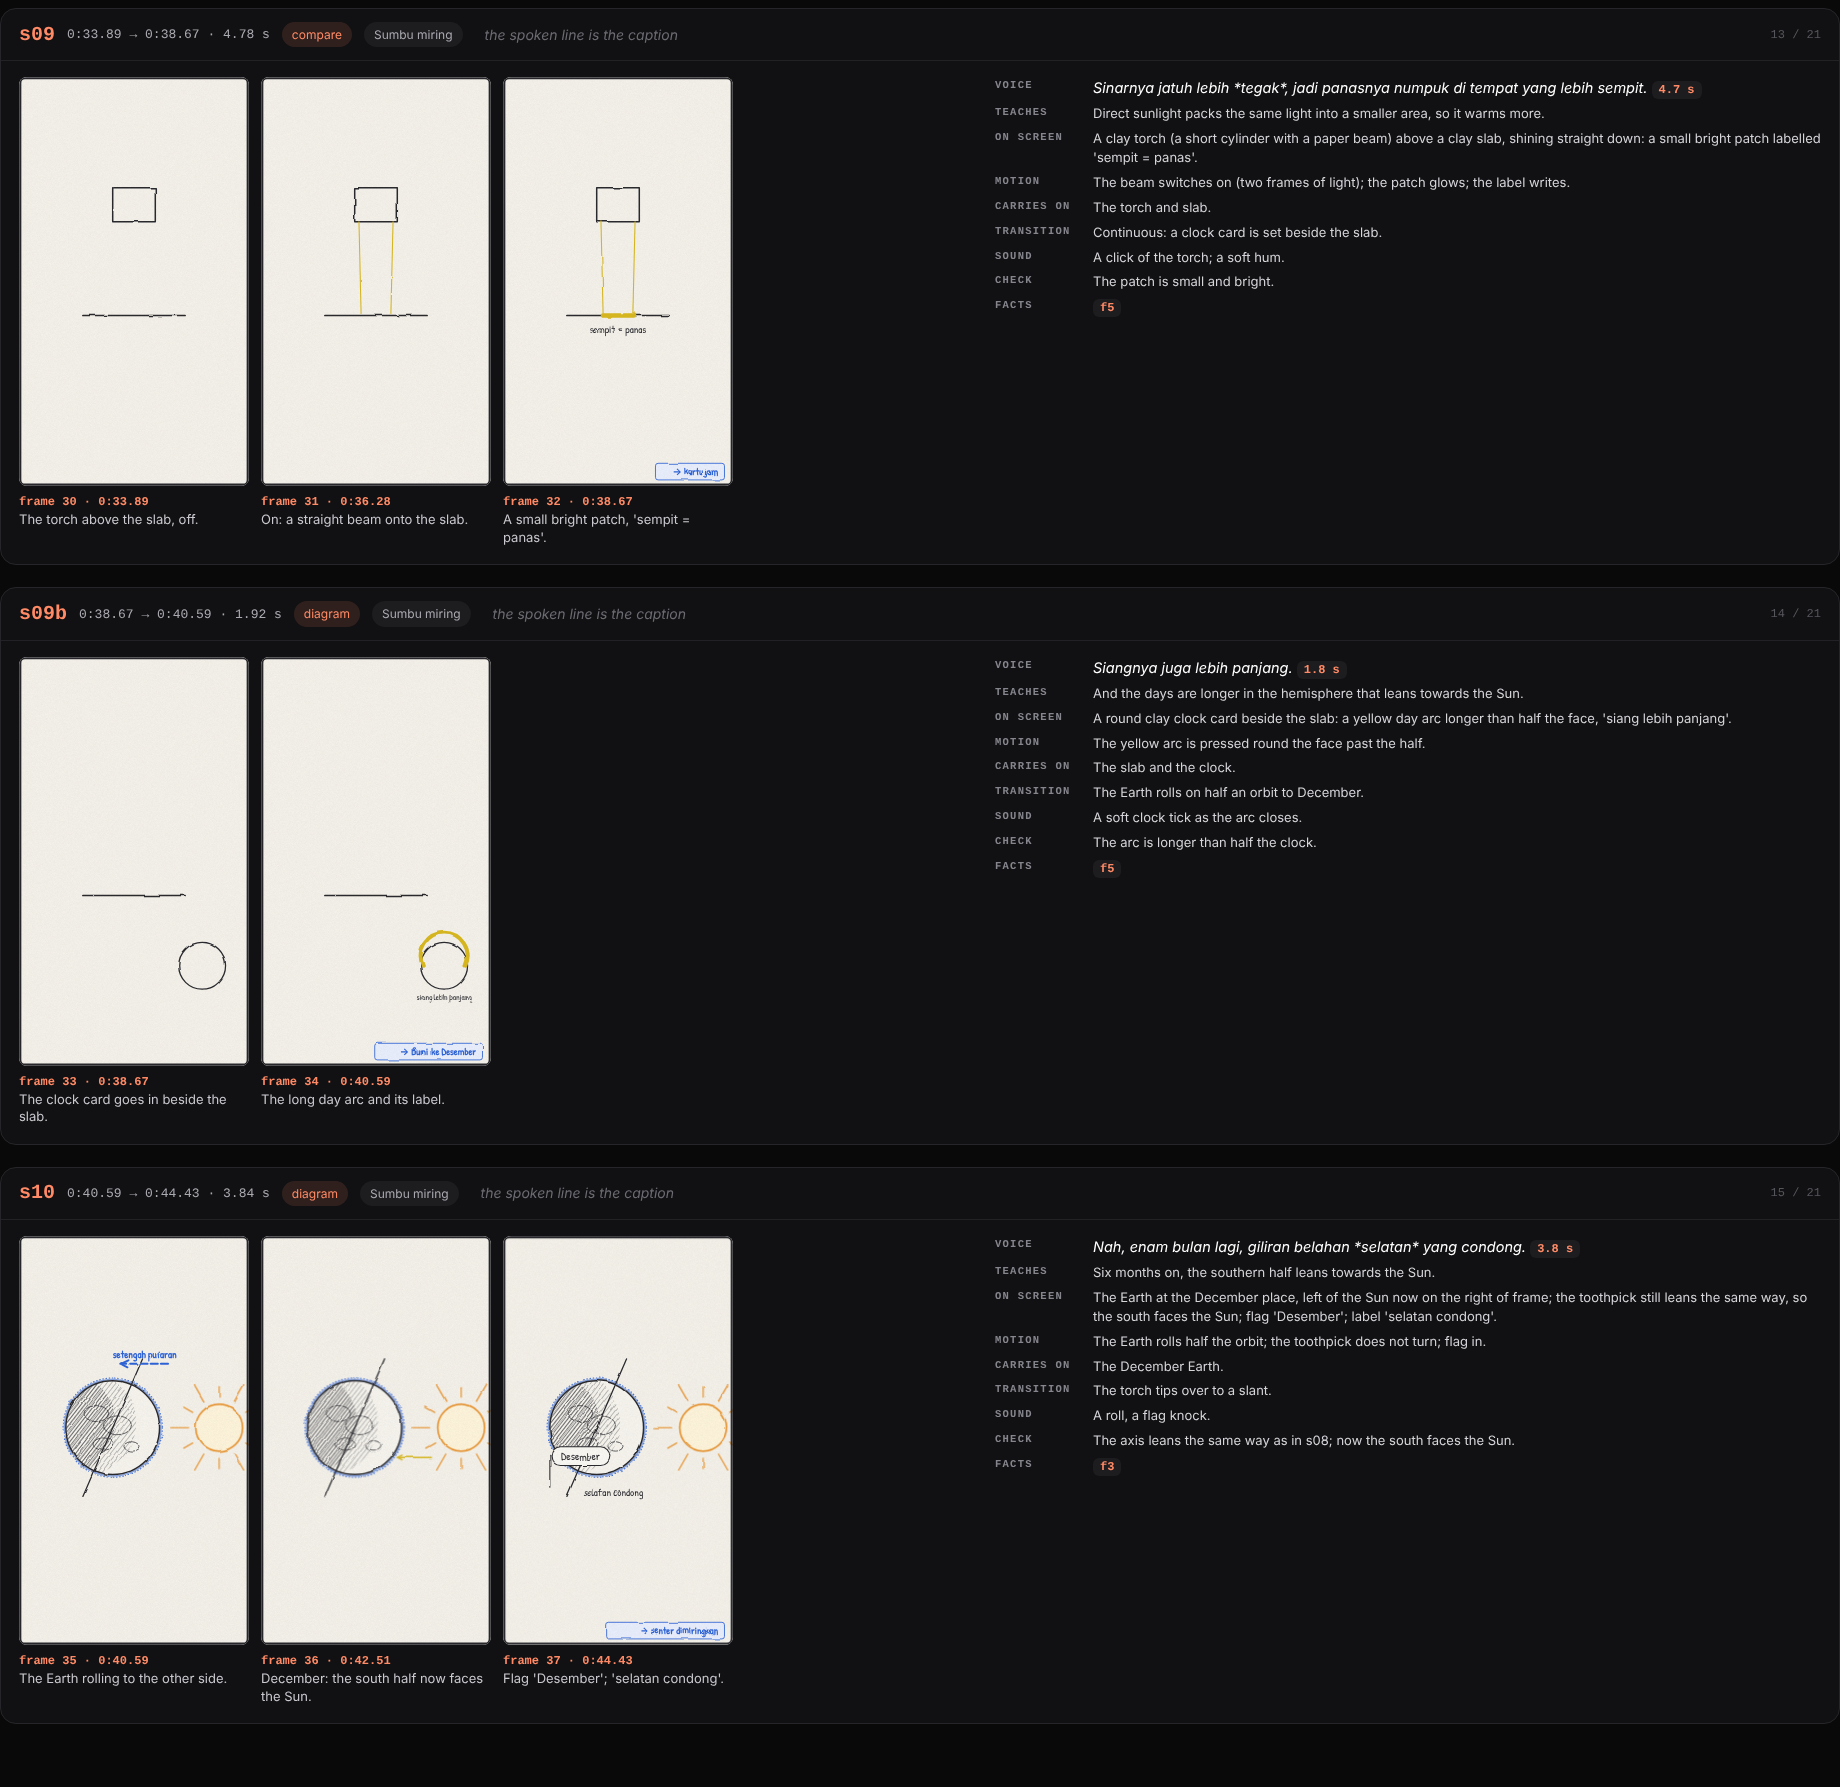 s09 0:33.89 → 0:38.67 · 4.78 s compare Sumbu miring the spoken line is the caption 13 / 21
sempit = panas
→ kartu jam
frame 30 · 0:33.89
The torch above the slab, off.
frame 31 · 0:36.28
On: a straight beam onto the slab.
frame 32 · 0:38.67
A small bright patch, 'sempit =
panas'.
VOICE Sinarnya jatuh lebih *tegak*, jadi panasnya numpuk di tempat yang lebih sempit. 4.7 s
TEACHES Direct sunlight packs the same light into a smaller area, so it warms more.
ON SCREEN A clay torch (a short cylinder with a paper beam) above a clay slab, shining straight down: a small bright patch labelled
'sempit = panas'.
MOTION The beam switches on (two frames of light); the patch glows; the label writes.
CARRIES ON The torch and slab.
TRANSITION Continuous: a clock card is set beside the slab.
SOUND A click of the torch; a soft hum.
CHECK The patch is small and bright.
FACTS f5
s09b 0:38.67 → 0:40.59 · 1.92 s diagram Sumbu miring the spoken line is the caption 14 / 21
siang lebih panjang
→ Bumi ke Desember
frame 33 · 0:38.67
The clock card goes in beside the
slab.
frame 34 · 0:40.59
The long day arc and its label.
VOICE Siangnya juga lebih panjang. 1.8 s
TEACHES And the days are longer in the hemisphere that leans towards the Sun.
ON SCREEN A round clay clock card beside the slab: a yellow day arc longer than half the face, 'siang lebih panjang'.
MOTION The yellow arc is pressed round the face past the half.
CARRIES ON The slab and the clock.
TRANSITION The Earth rolls on half an orbit to December.
SOUND A soft clock tick as the arc closes.
CHECK The arc is longer than half the clock.
FACTS f5
s10 0:40.59 → 0:44.43 · 3.84 s diagram Sumbu miring the spoken line is the caption 15 / 21
setengah putaran
Desember
selatan condong
→ senter dimiringkan
frame 35 · 0:40.59
The Earth rolling to the other side.
frame 36 · 0:42.51
December: the south half now faces
the Sun.
frame 37 · 0:44.43
Flag 'Desember'; 'selatan condong'.
VOICE Nah, enam bulan lagi, giliran belahan *selatan* yang condong. 3.8 s
TEACHES Six months on, the southern half leans towards the Sun.
ON SCREEN The Earth at the December place, left of the Sun now on the right of frame; the toothpick still leans the same way, so
the south faces the Sun; flag 'Desember'; label 'selatan condong'.
MOTION The Earth rolls half the orbit; the toothpick does not turn; flag in.
CARRIES ON The December Earth.
TRANSITION The torch tips over to a slant.
SOUND A roll, a flag knock.
CHECK The axis leans the same way as in s08; now the south faces the Sun.
FACTS f3